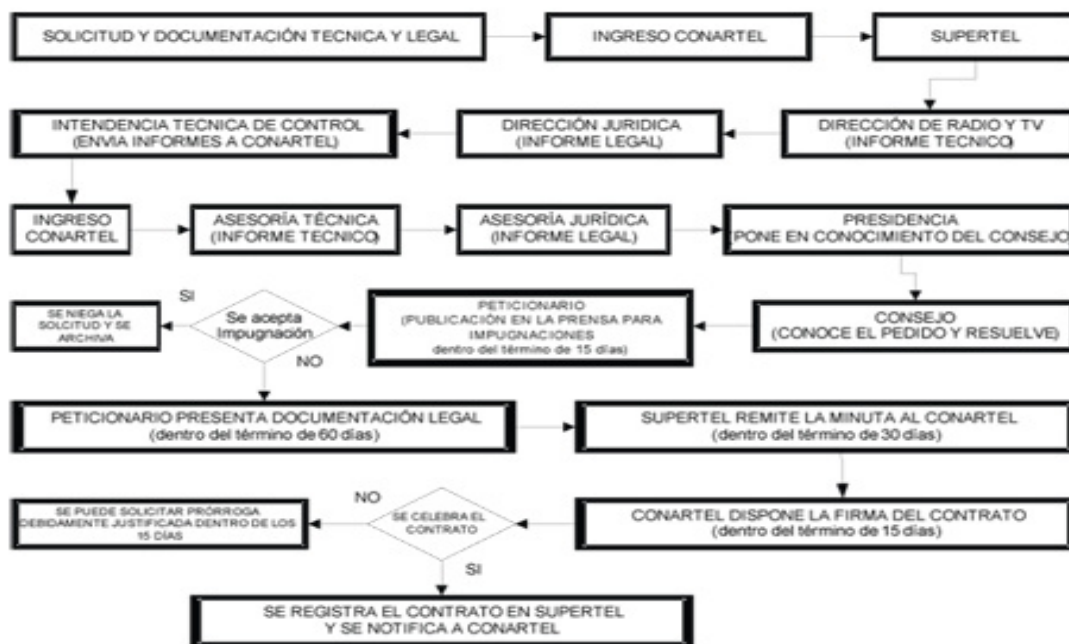 SOLICITUD Y DOCUMENTACIÓN TECNICA Y LEGAL
INGRESO CONARTEL
SUPERTEL
INTENDENCIA TECNICA DE CONTROL
(ENVIA INFORMES A CONARTEL)
DIRECCIÓN JURIDICA
(INFORME LEGAL)
DIRECCIÓN DE RADIO Y TV
(INFORME TECNICO)
INGRESO
CONARTEL
ASESORÍA TÉCNICA
(INFORME TECNICO)
ASESORÍA JURÍDICA
(INFORME LEGAL)
PRESIDENCIA
(PONE EN CONOCIMIENTO DEL CONSEJO)
SI
SE NIEGA LA
SOLCITUD Y SE
ARCHIVA
Se acepta
Impugnación
PETICIONARIO
(PUBLICACIÓN EN LA PRENSA PARA
IMPUGNACIONES
dentro del término de 15 días)
CONSEJO
(CONOCE EL PEDIDO Y RESUELVE)
NO
PETICIONARIO PRESENTA DOCUMENTACIÓN LEGAL
(dentro del término de 60 días)
SUPERTEL REMITE LA MINUTA AL CONARTEL
(dentro del término de 30 días)
NO
SE PUEDE SOLICITAR PRÓRROGA
DEBIDAMENTE JUSTIFICADA DENTRO DE LOS
15 DÍAS
SE CELEBRA EL
CONTRATO
CONARTEL DISPONE LA FIRMA DEL CONTRATO
(dentro del término de 15 días)
SI
SE REGISTRA EL CONTRATO EN SUPERTEL
Y SE NOTIFICA A CONARTEL